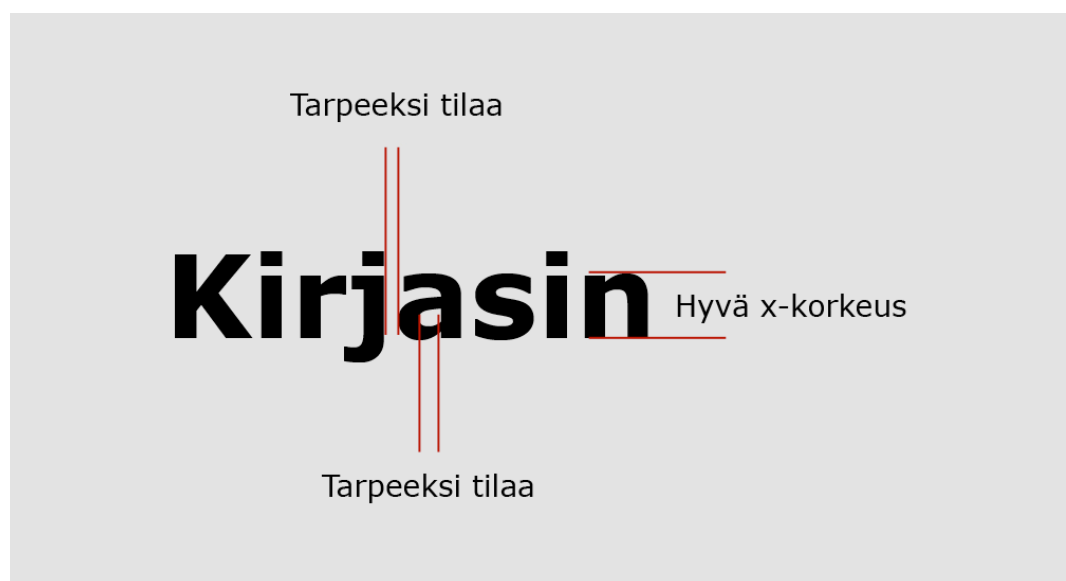 Tarpeeksi tilaa
Kirjasin
Hyvä x-korkeus
Tarpeeksi tilaa